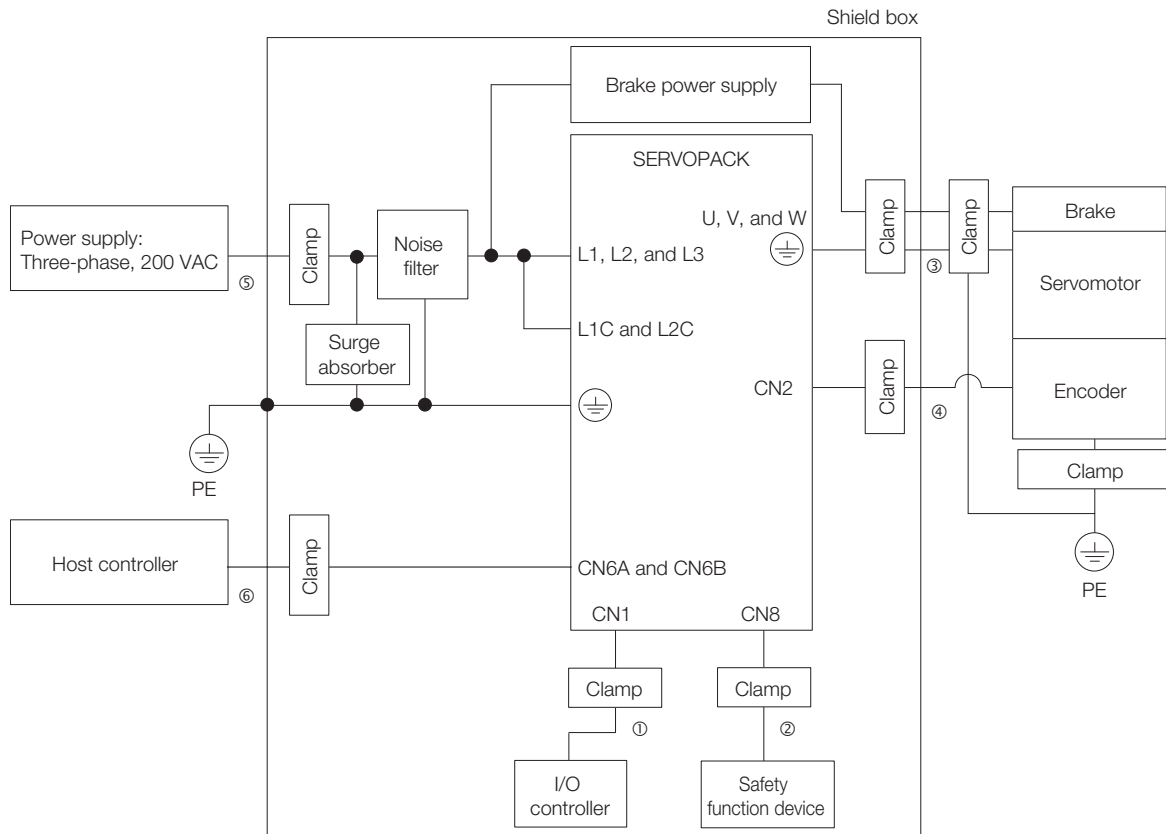 Shield box
Brake power supply
SERVOPACK
Power supply:
Three-phase, 200 VAC
⑤
Clamp
Noise
filter
Surge
absorber
L1, L2, and L3
L1C and L2C
U, V, and W
Clamp
③
Clamp
Brake
Servomotor
Encoder
CN2
Clamp
④
Clamp
PE
PE
Host controller
⑥
Clamp
CN6A and CN6B
CN1
CN8
Clamp
Clamp
①
②
I/O
controller
Safety
function device